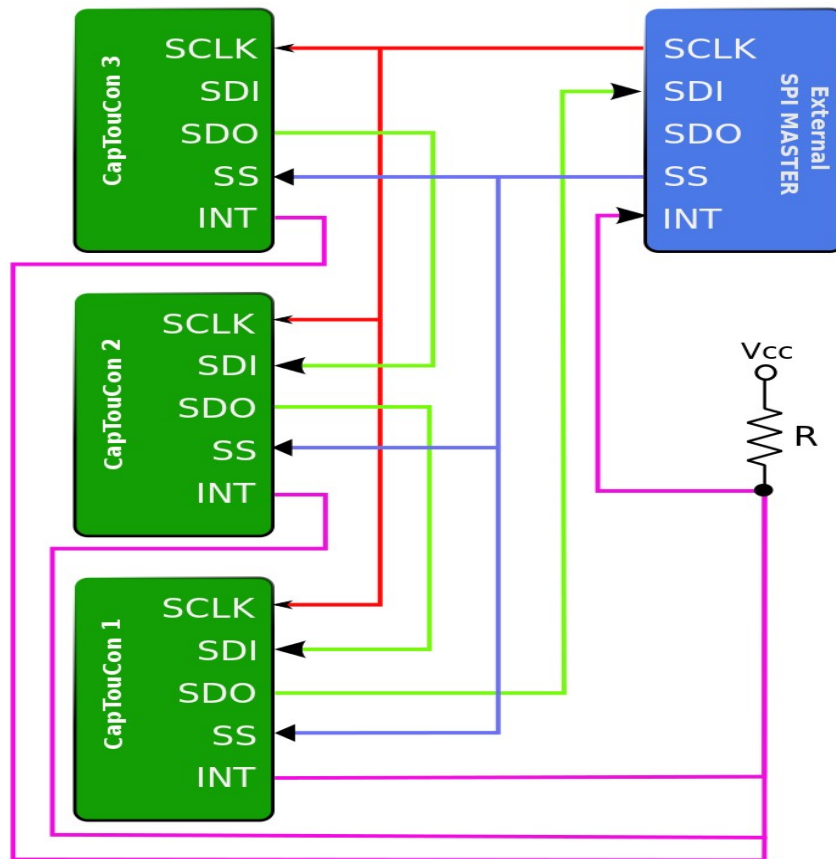 CapTouCon 3
SCLK
SDI
SDO
SS
INT
External
SPI MASTER
SCLK
SDI
SDO
SS
INT
CapTouCon 2
SCLK
SDI
SDO
SS
INT
Vcc
R
CapTouCon 1
SCLK
SDI
SDO
SS
INT